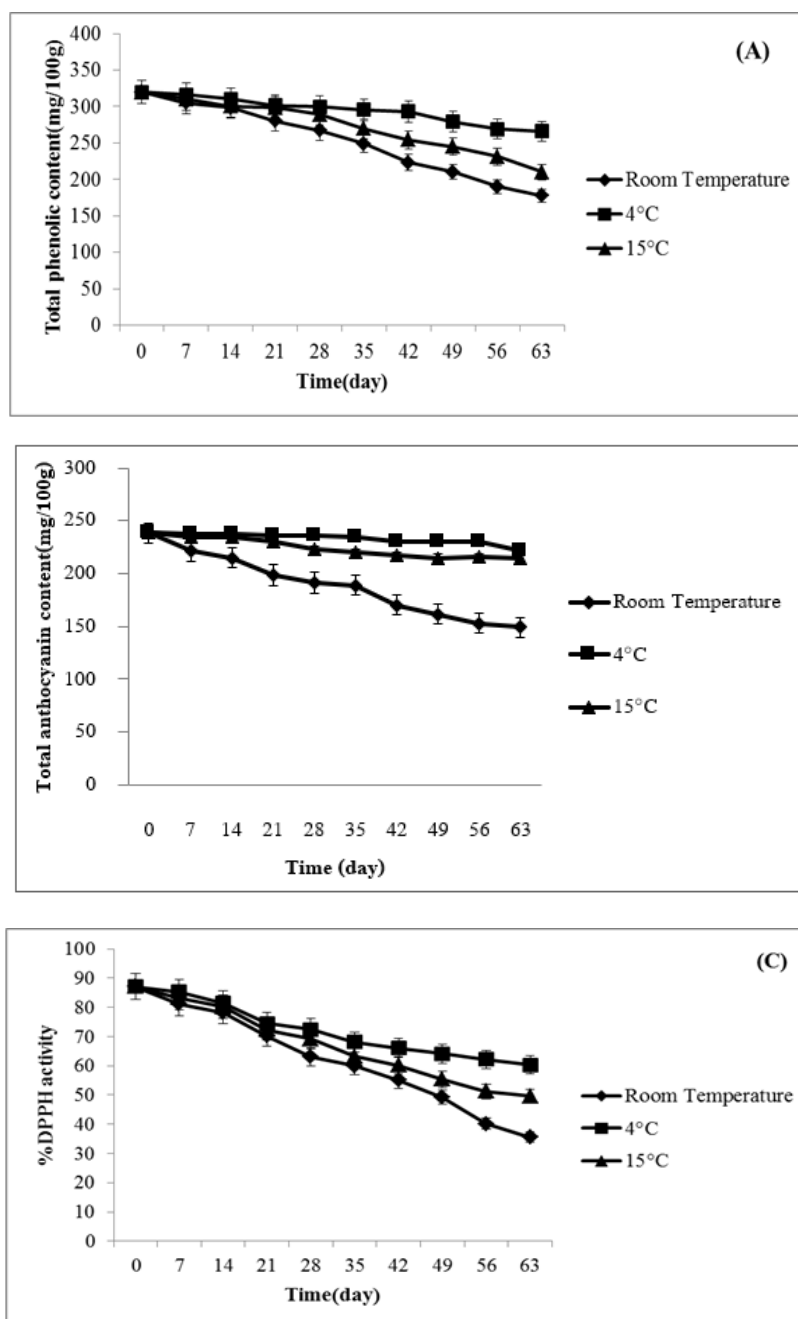 (A)
Total phenolic content(mg/100g)
400
350
300
250
200
150
100
50
0
0 7 14 21 28 35 42 49 56 63
Time(day)
Room Temperature
4°C
15°C
Total anthocyanin content(mg/100g)
300
250
200
150
100
50
0
0 7 14 21 28 35 42 49 56 63
Time (day)
Room Temperature
4°C
15°C
(C)
%DPPH activity
100
90
80
70
60
50
40
30
20
10
0
0 7 14 21 28 35 42 49 56 63
Time(day)
Room Temperature
4°C
15°C